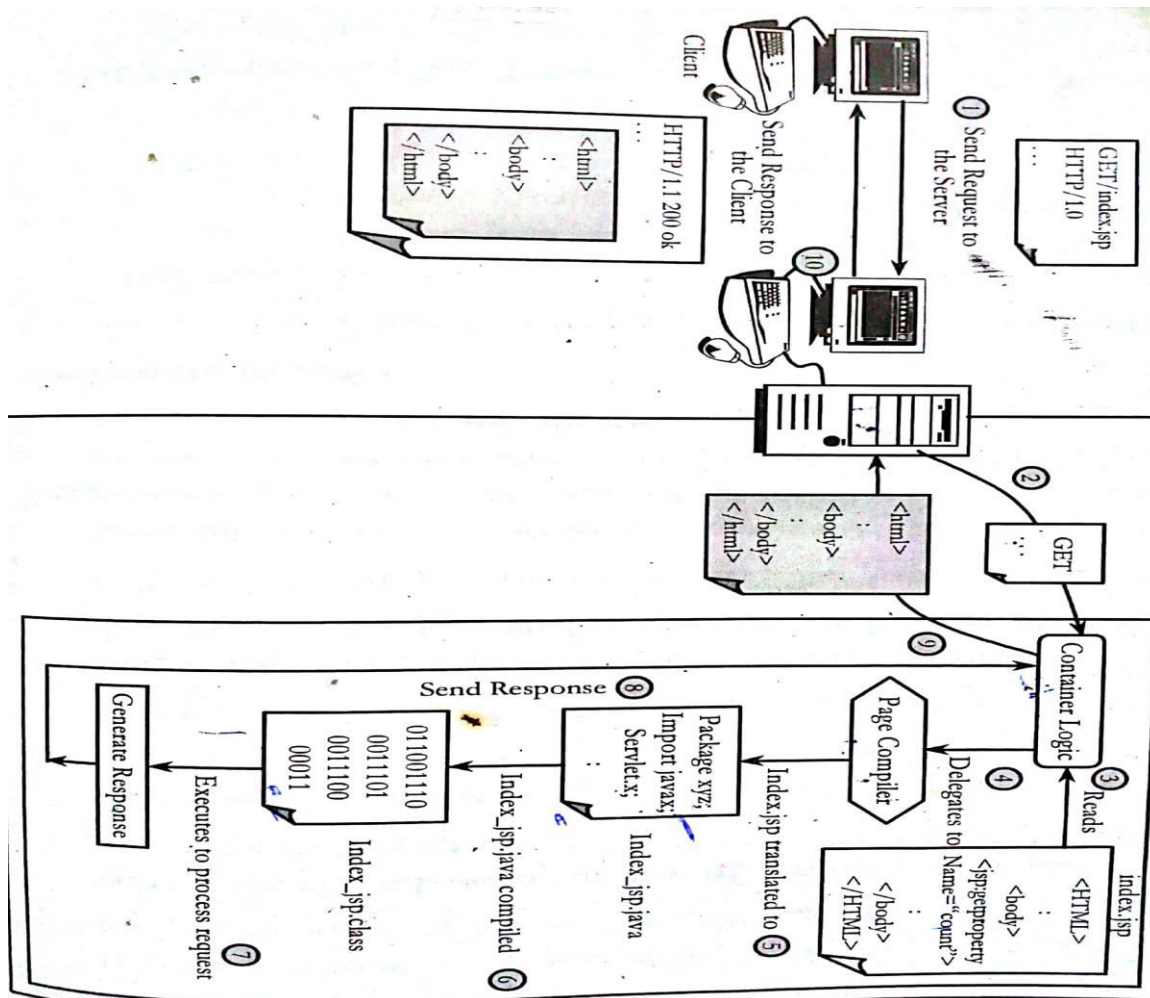 GET/index.jsp
HTTP/1.0
...
① Send Request to
the Server
Client
Send Response to
the Client
⑩
HTTP/1.1 200 ok
...
<html>
:
<body>
:
</body>
</html>
②
GET
...
<html>
:
<body>
:
</body>
</html>
⑨
Container Logic
③
Reads
index.jsp
<HTML>
:
<body>
<jsp:getproperty
Name="count">
:
</body>
</HTML>
④
Delegates to
Page Compiler
Index.jsp translated to ⑤
Package xyz;
Import javax;
Servlet.x;
:
Index_jsp.java
Index_jsp.java compiled ⑥
011001110
0011101
00111100
00011
Index_jsp.class
Executes to process request ⑦
Generate Response
Send Response ⑧